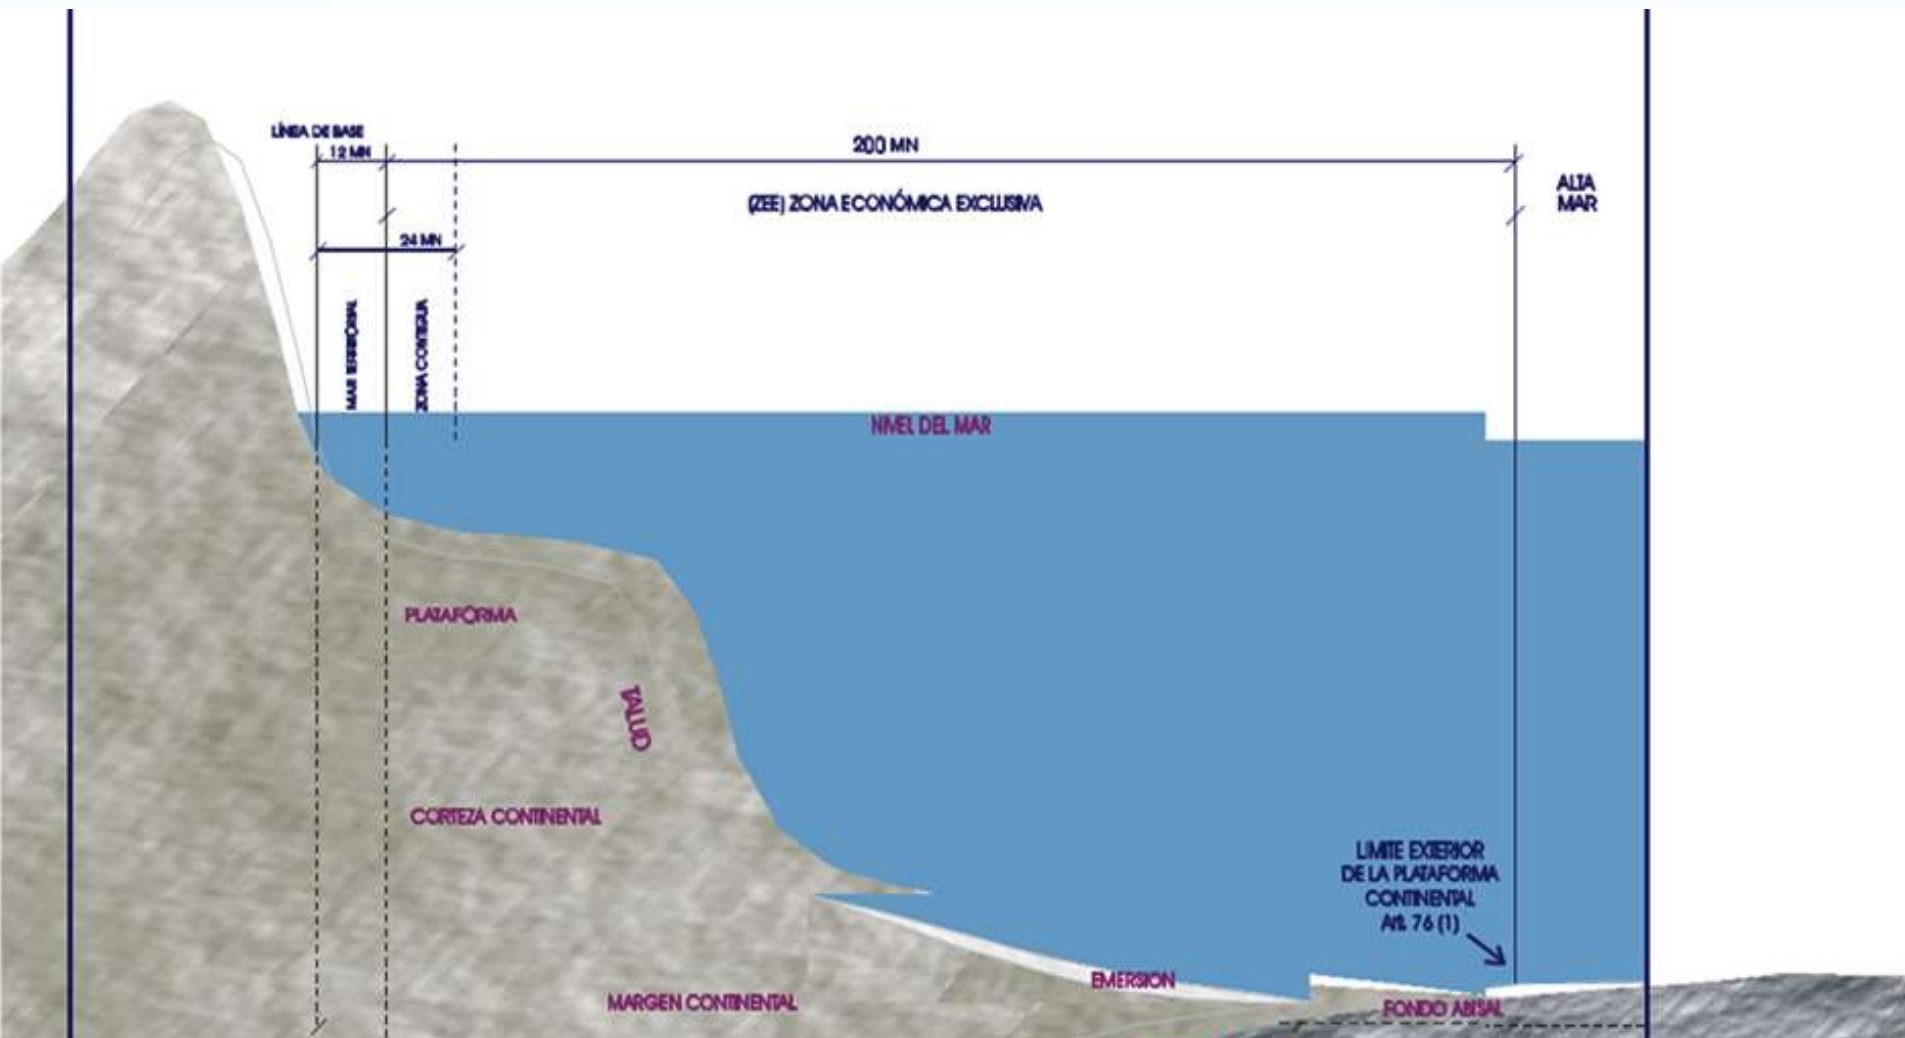 LÍNEA DE BASE
12 MN
200 MN
(ZEE) ZONA ECONÓMICA EXCLUSIVA
ALTA
MAR
24 MN
MAR TERRITORIAL
ZONA CONTIGUA
NIVEL DEL MAR
PLATAFORMA
TALUD
CORTEZA CONTINENTAL
LIMITE EXTERIOR
DE LA PLATAFORMA
CONTINENTAL
Art. 76 (1)
EMERSION
MARGEN CONTINENTAL
FONDO ABISAL